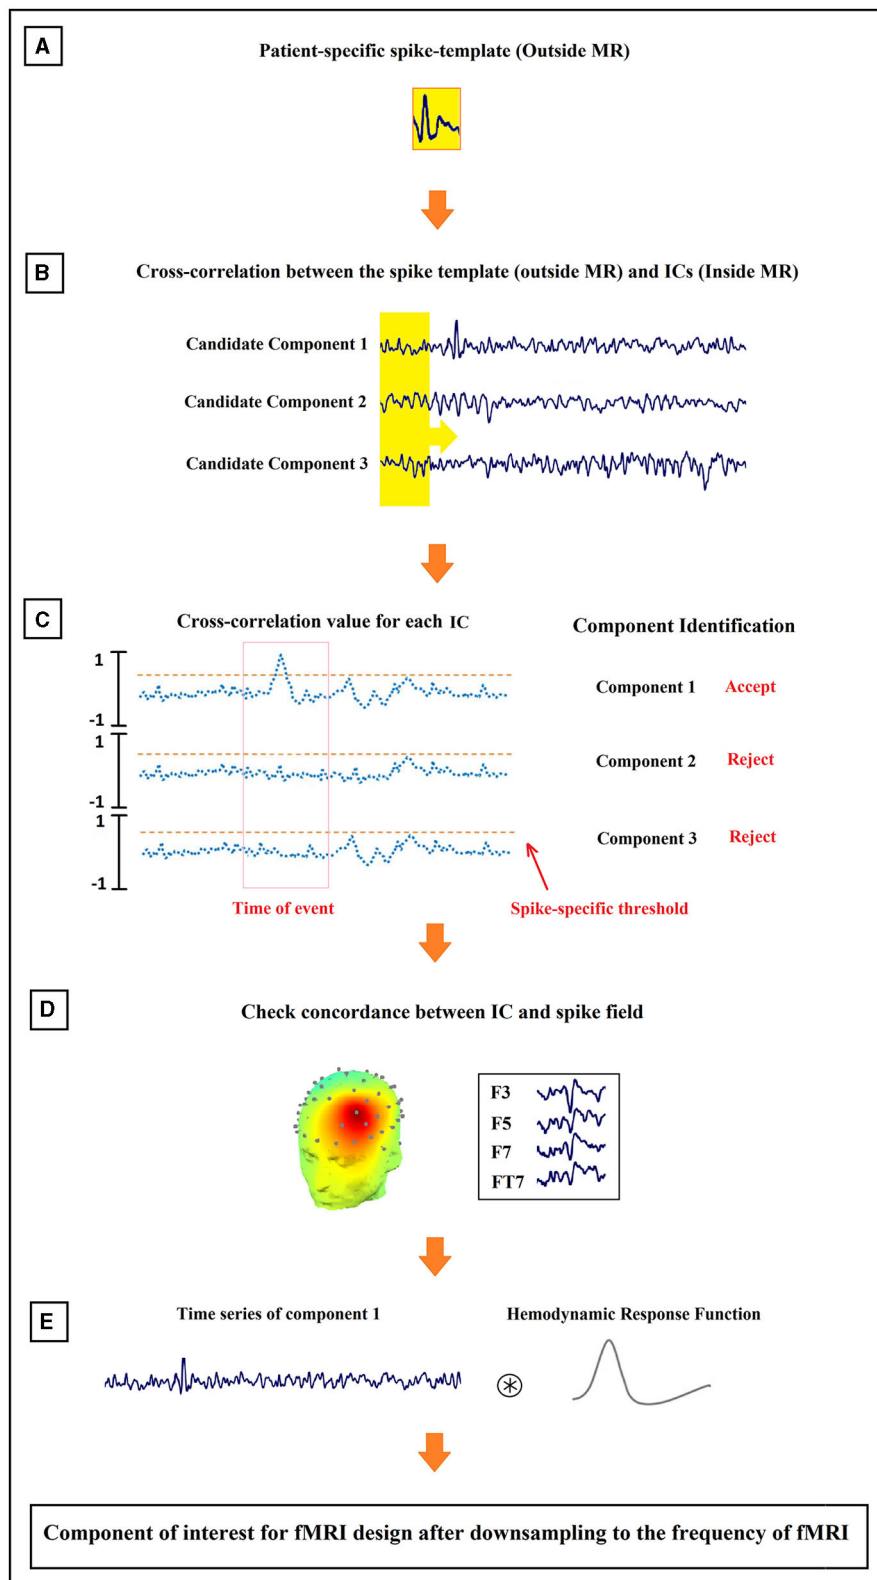 A
Patient-specific spike-template (Outside MR)
B
Cross-correlation between the spike template (outside MR) and ICs (Inside MR)
Candidate Component 1
Candidate Component 2
Candidate Component 3
C
Cross-correlation value for each IC
Component Identification
1
-1
Component 1 Accept
1
-1
Component 2 Reject
1
-1
Component 3 Reject
Time of event
Spike-specific threshold
D
Check concordance between IC and spike field
F3
F5
F7
FT7
E
Time series of component 1
Hemodynamic Response Function
Component of interest for fMRI design after downsampling to the frequency of fMRI